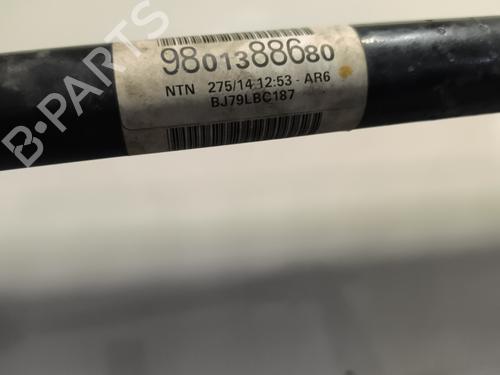 9801388680
NTN 275/14 12:53 - AR6
BJ79LBC187
B-PARTS